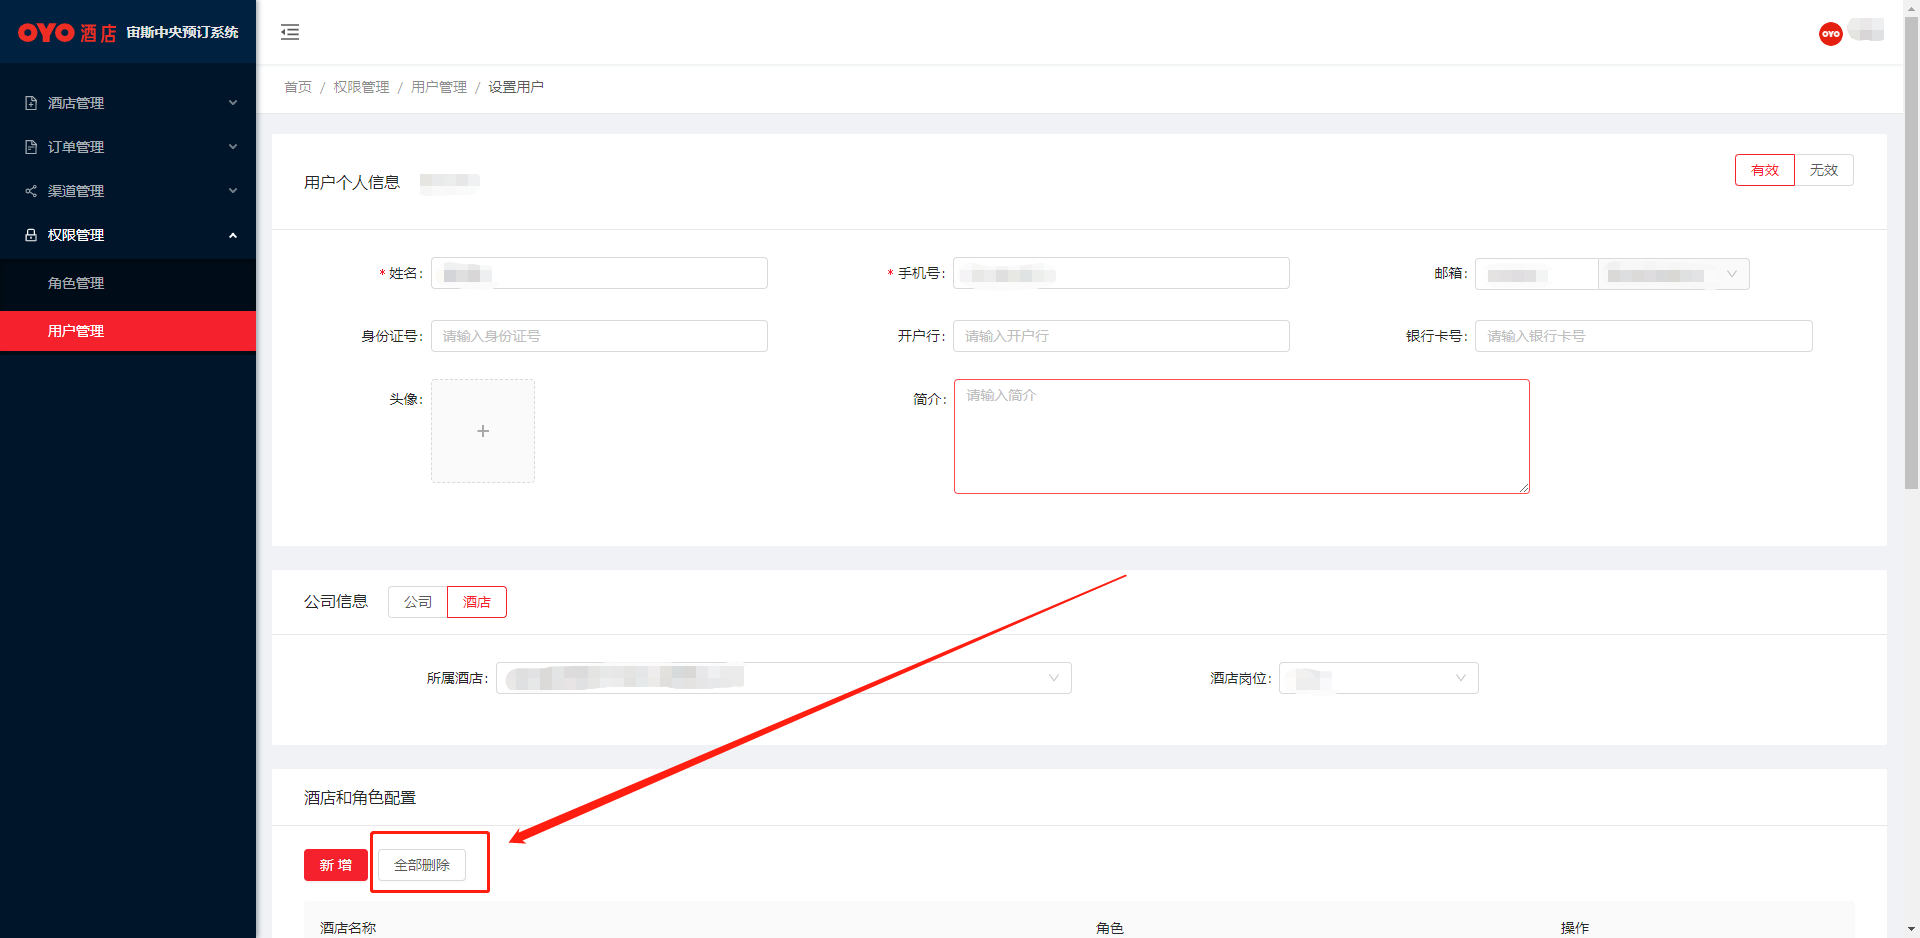 OYO 酒店 宙斯中央预订系统
酒店管理
订单管理
渠道管理
权限管理
角色管理
用户管理
OYO
首页 / 权限管理 / 用户管理 / 设置用户
用户个人信息
有效 无效
* 姓名:
* 手机号:
邮箱:
身份证号: 请输入身份证号
开户行: 请输入开户行
银行卡号: 请输入银行卡号
头像: +
简介: 请输入简介
公司信息 公司 酒店
所属酒店:
酒店岗位:
酒店和角色配置
新 增 全部删除
酒店名称 角色 操作